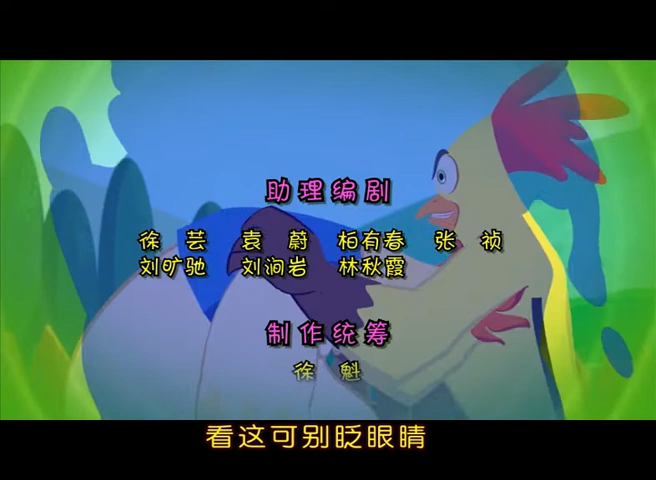 助理编剧
徐芸 袁蔚 柏有春 张祯
刘旷驰 刘涧岩 林秋霞
制作统筹
徐魁
看这可别眨眼睛